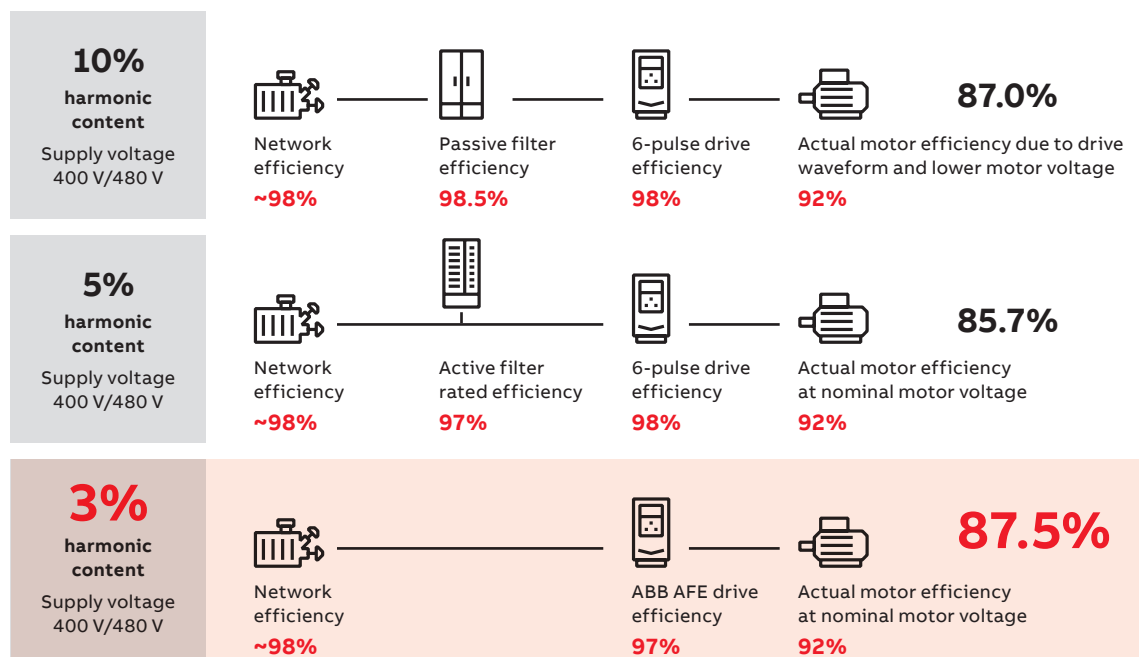 10%
harmonic
content
Supply voltage
400 V/480 V
Network
efficiency
~98%
Passive filter
efficiency
98.5%
6-pulse drive
efficiency
98%
Actual motor efficiency due to drive
waveform and lower motor voltage
92%
87.0%
5%
harmonic
content
Supply voltage
400 V/480 V
Network
efficiency
~98%
Active filter
rated efficiency
97%
6-pulse drive
efficiency
98%
Actual motor efficiency
at nominal motor voltage
92%
85.7%
3%
harmonic
content
Supply voltage
400 V/480 V
Network
efficiency
~98%
ABB AFE drive
efficiency
97%
Actual motor efficiency
at nominal motor voltage
92%
87.5%